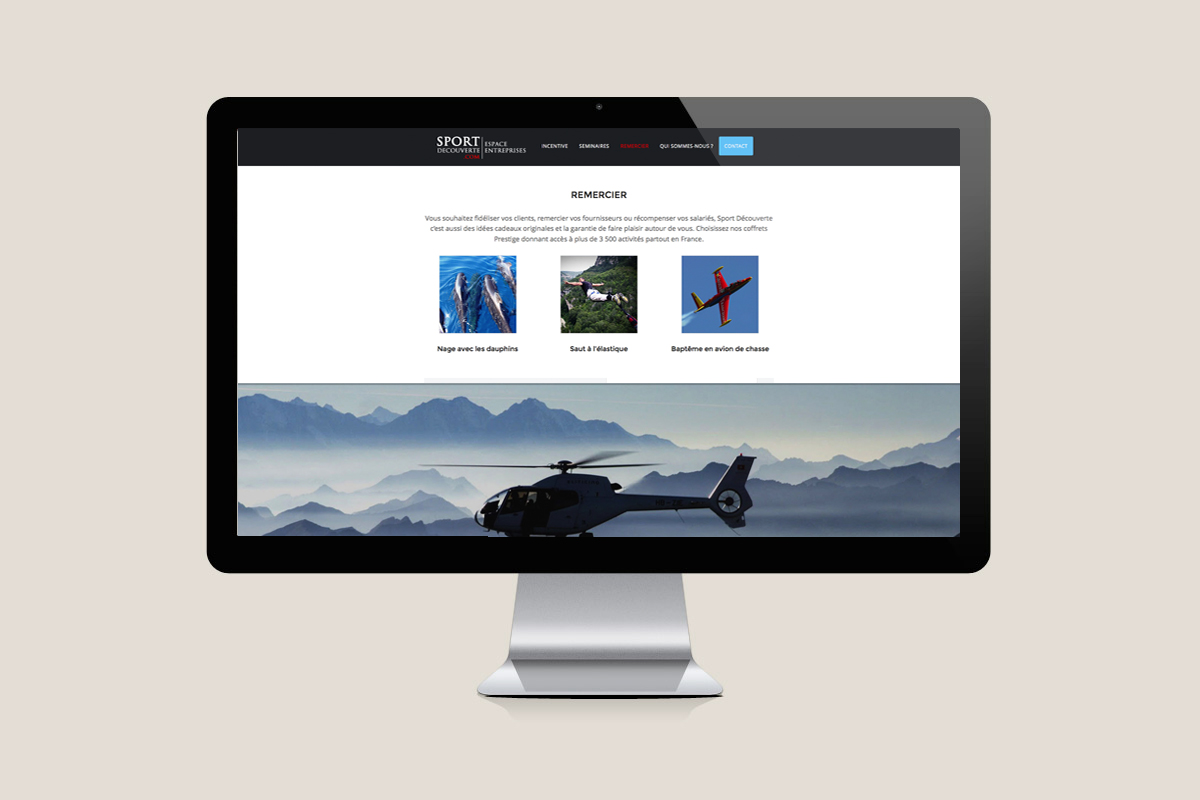 SPORT
DECOUVERTE
.COM
ESPACE
ENTREPRISES
INCENTIVE SEMINAIRES REMERCIER QUI SOMMES-NOUS ? CONTACT
REMERCIER
Vous souhaitez fidéliser vos clients, remercier vos fournisseurs ou récompenser vos salariés, Sport Découverte
c'est aussi des idées cadeaux originales et la garantie de faire plaisir autour de vous. Choisissez nos coffrets
Prestige donnant accès à plus de 3 500 activités partout en France.
Nage avec les dauphins Saut à l'élastique Baptême en avion de chasse